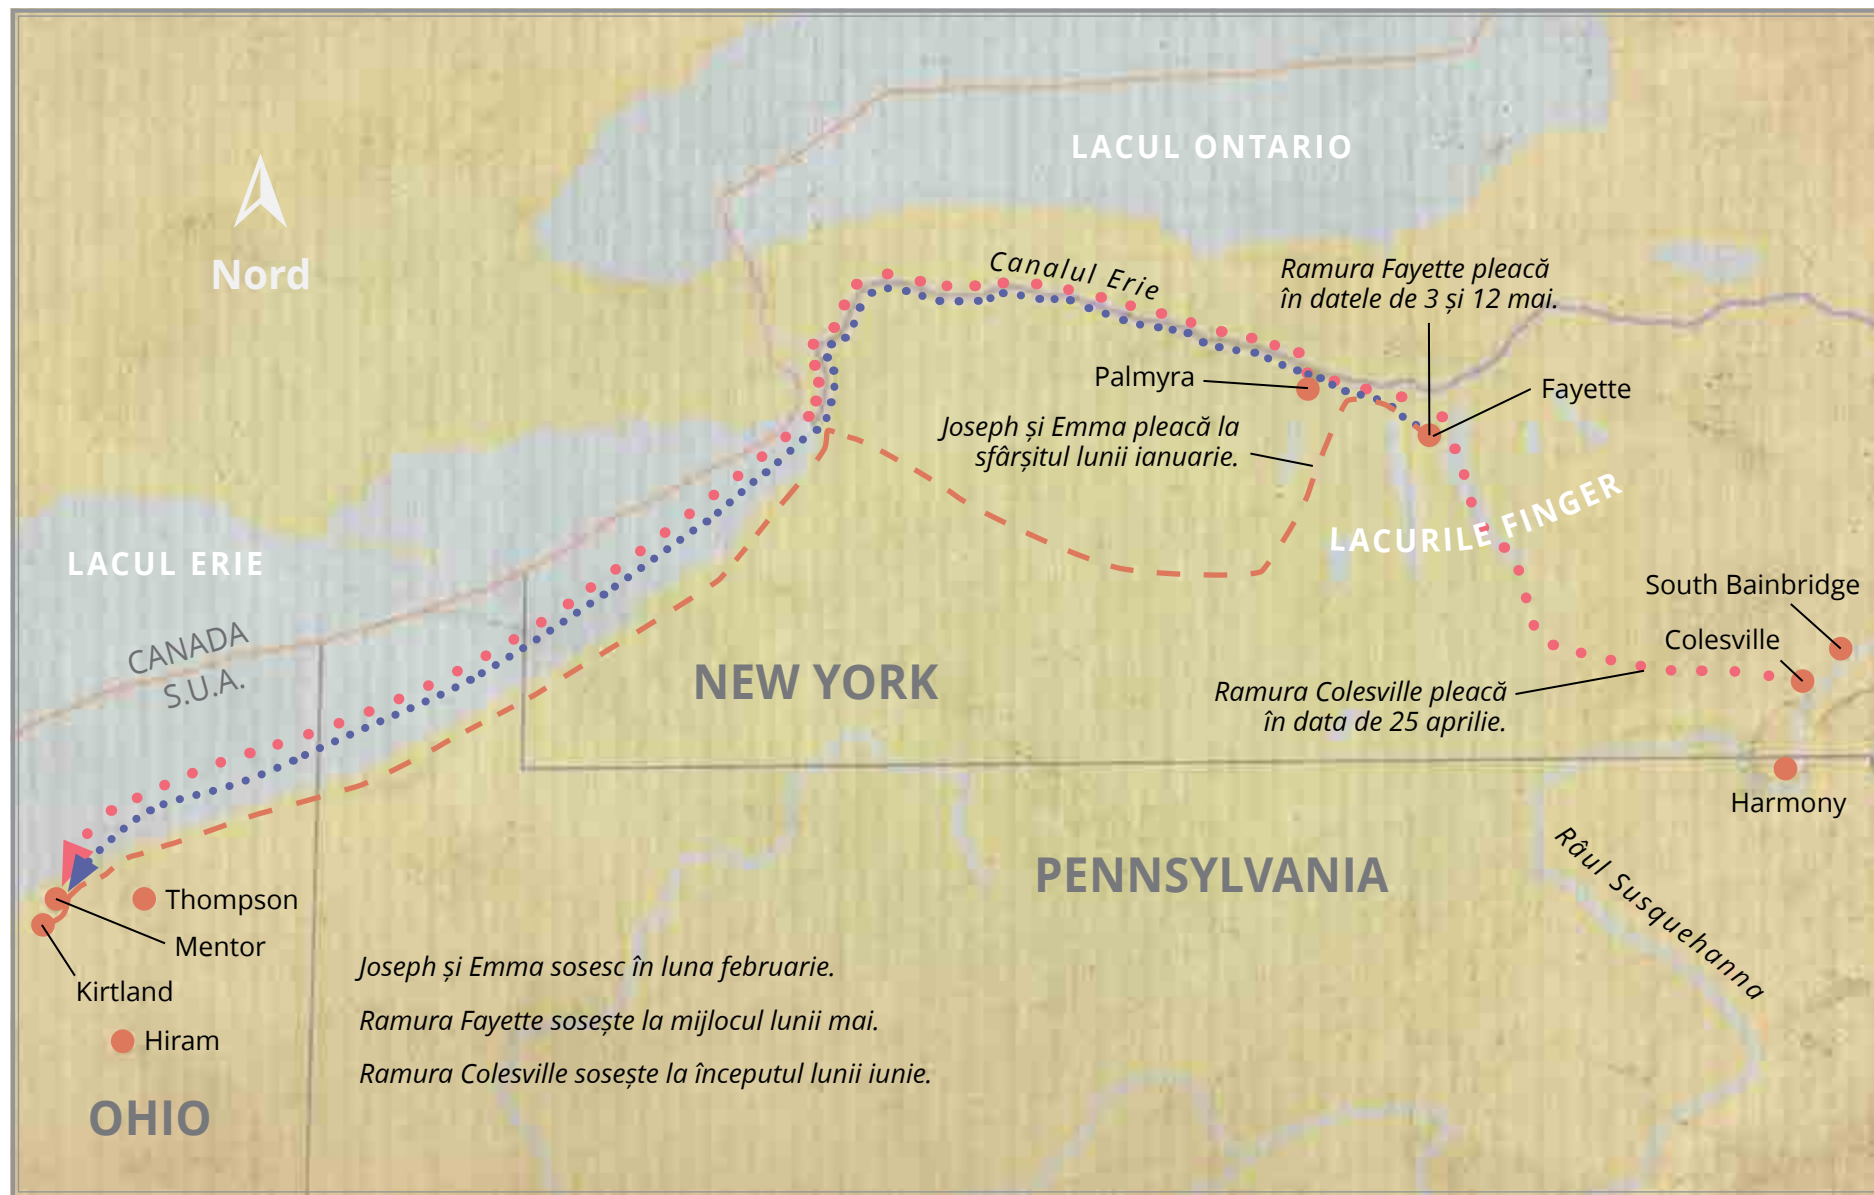 LACUL ONTARIO
Nord
Canalul Erie
Ramura Fayette pleacă
în datele de 3 și 12 mai.
Palmyra
Fayette
Joseph și Emma pleacă la
sfârșitul lunii ianuarie.
LACURILE FINGER
LACUL ERIE
South Bainbridge
Colesville
CANADA
S.U.A.
NEW YORK
Ramura Colesville pleacă
în data de 25 aprilie.
Harmony
PENNSYLVANIA
Râul Susquehanna
Thompson
Mentor
Kirtland
Hiram
Joseph și Emma sosesc în luna februarie.
Ramura Fayette sosește la mijlocul lunii mai.
Ramura Colesville sosește la începutul lunii iunie.
OHIO